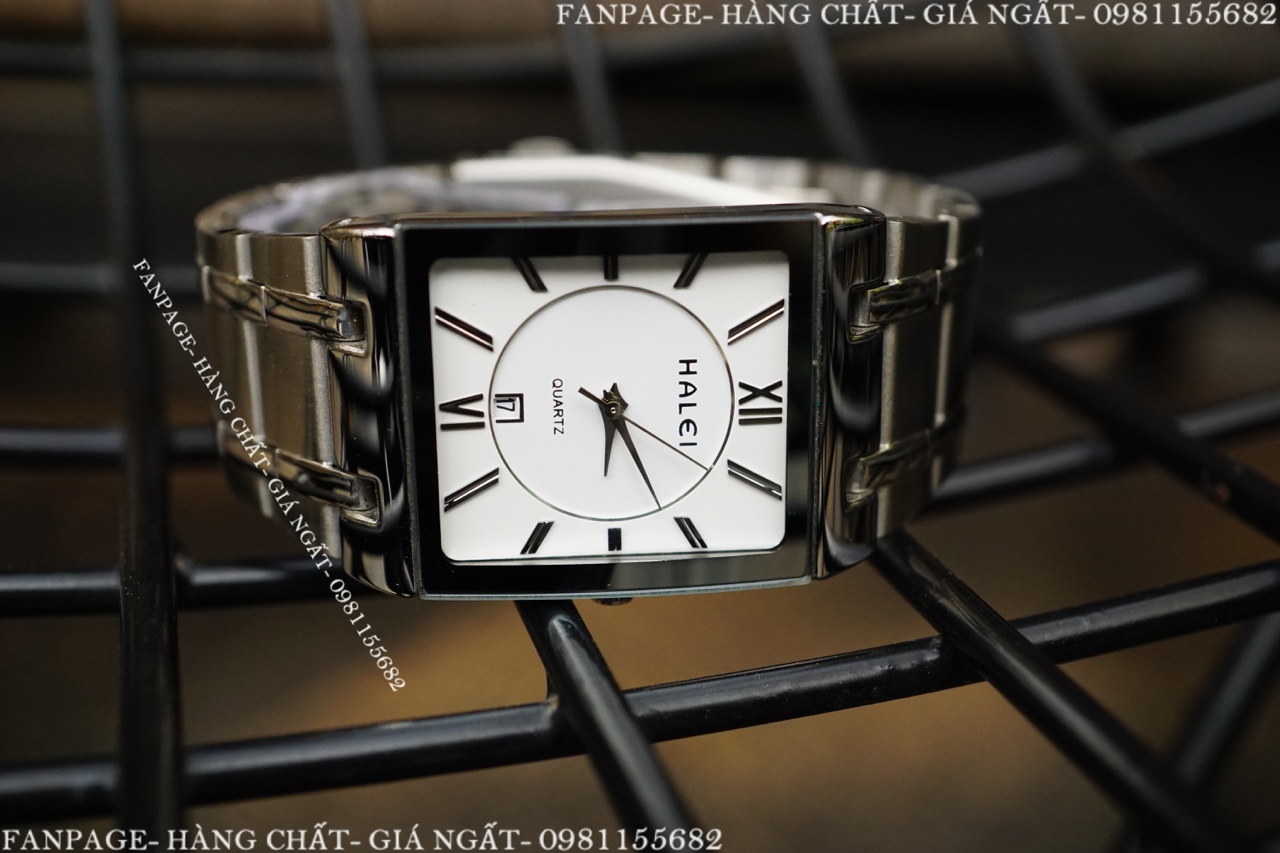 FANPAGE- HÀNG CHẤT- GIÁ NGẤT- 0981155682
FANPAGE- HÀNG CHẤT- GIÁ NGẤT- 0981155682
HALEI
XII
QUARTZ
17
VI
FANPAGE- HÀNG CHẤT- GIÁ NGẤT- 0981155682